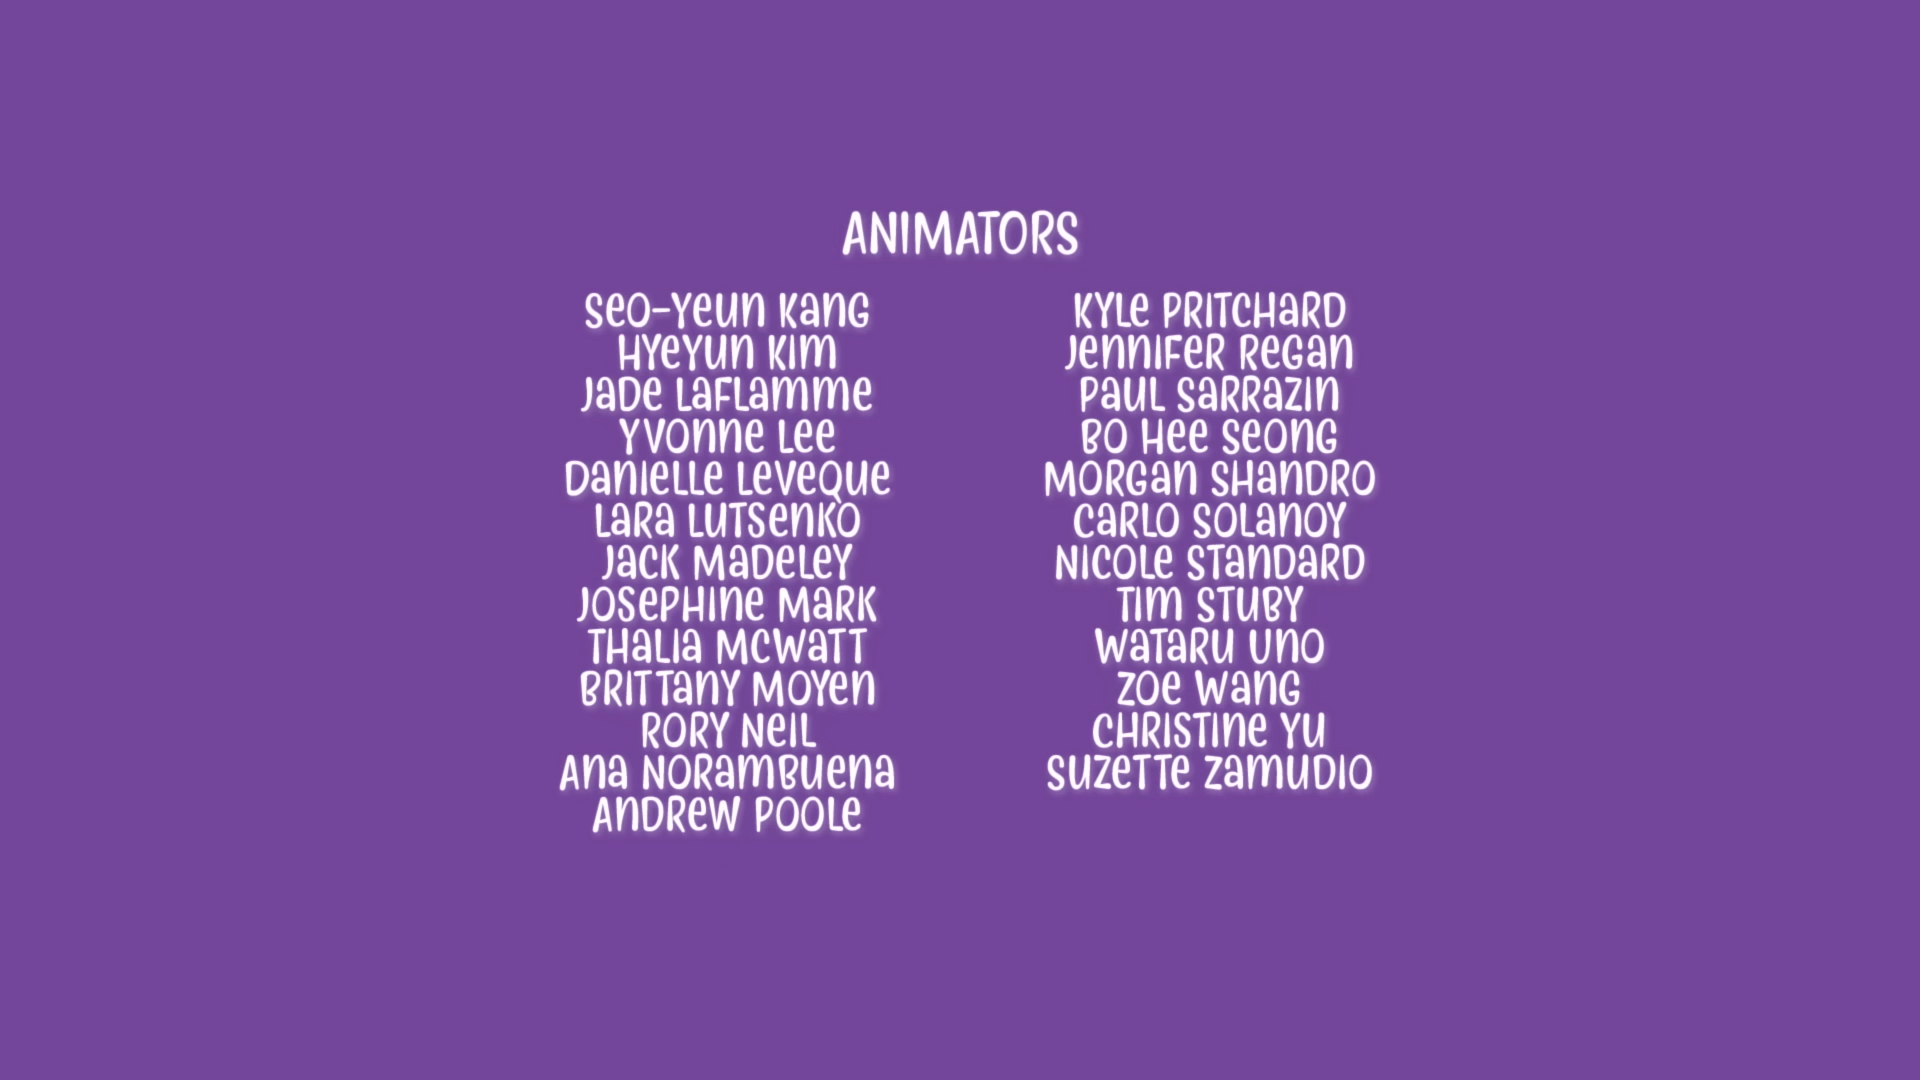 ANIMATORS
Seo-Yeun Kang
Hyeyun Kim
Jade Laflamme
Yvonne Lee
Danielle Leveque
Lara Lutsenko
Jack Madeley
Josephine Mark
Thalia McWatt
Brittany Moyen
Rory Neil
Ana Norambuena
Andrew Poole
Kyle Pritchard
Jennifer Regan
Paul Sarrazin
Bo Hee Seong
Morgan Shandro
Carlo Solanoy
Nicole Standard
Tim Stuby
Wataru Uno
Zoe Wang
Christine Yu
Suzette Zamudio